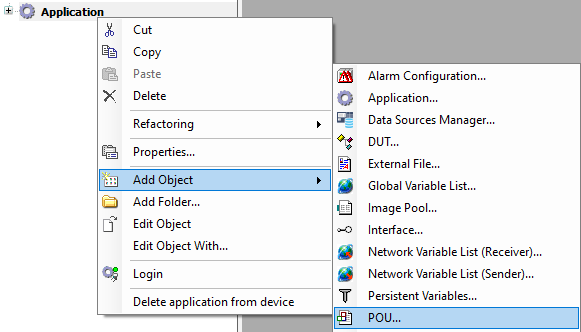 Application
Cut
Copy
Paste
Delete
Refactoring
Properties...
Add Object
Add Folder...
Edit Object
Edit Object With...
Login
Delete application from device
Alarm Configuration...
Application...
Data Sources Manager...
DUT...
External File...
Global Variable List...
Image Pool...
Interface...
Network Variable List (Receiver)...
Network Variable List (Sender)...
Persistent Variables...
POU...